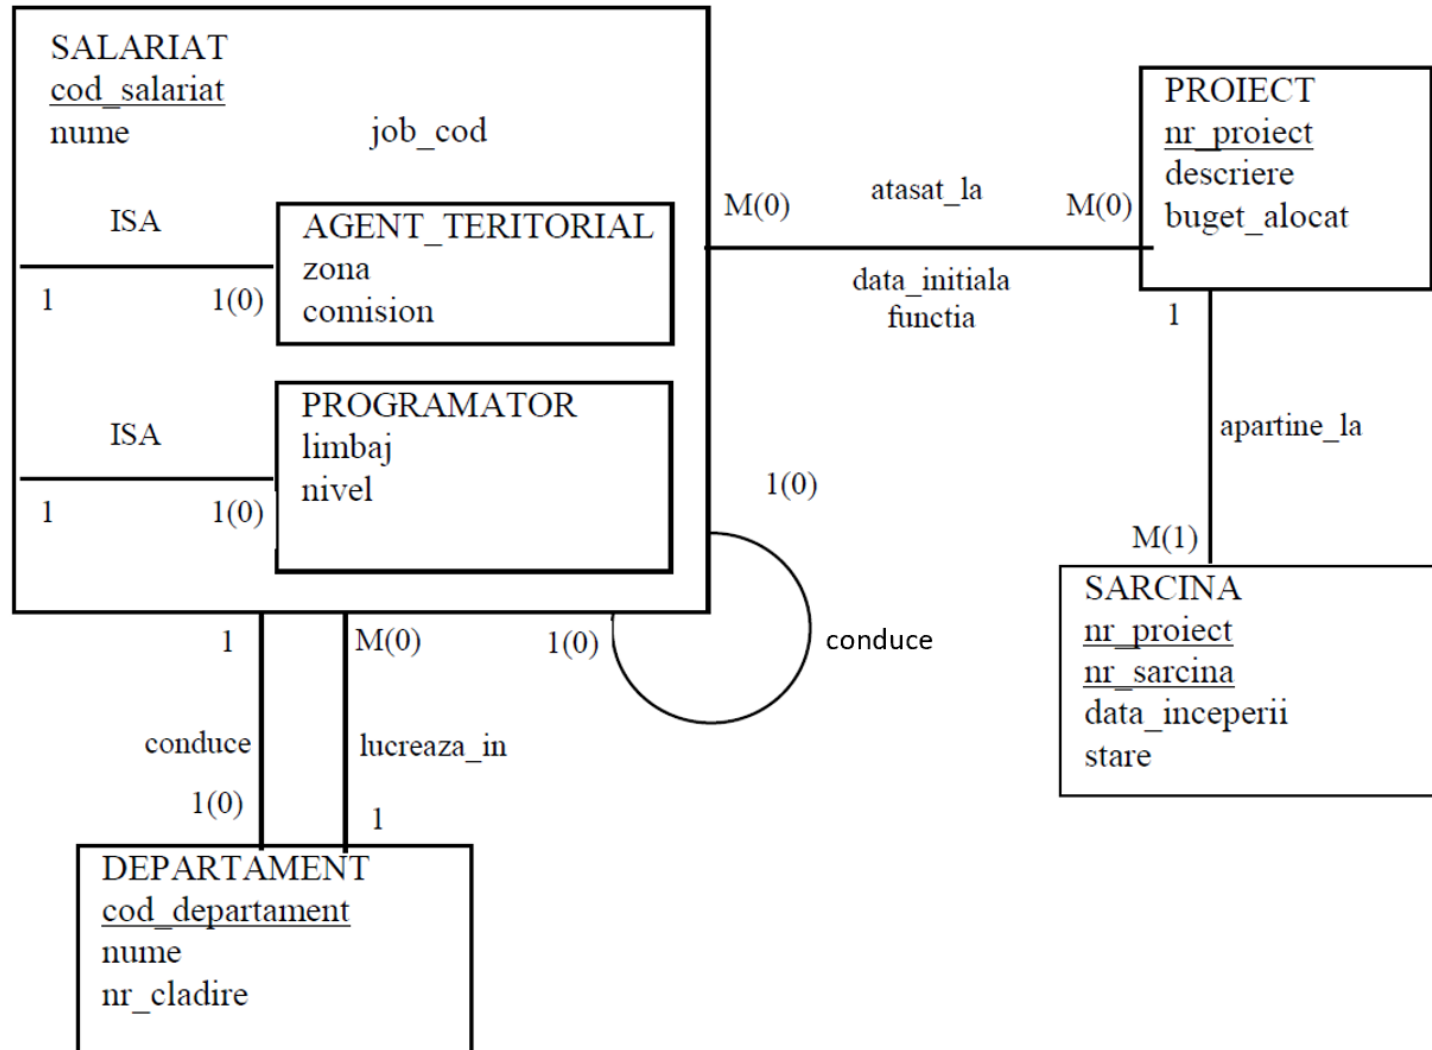 SALARIAT
cod_salariat
nume
job_cod
ISA
1
1(0)
AGENT_TERITORIAL
zona
comision
ISA
1
1(0)
PROGRAMATOR
limbaj
nivel
M(0)
atasat_la
M(0)
data_initiala
functia
PROIECT
nr_proiect
descriere
buget_alocat
1
apartine_la
M(1)
SARCINA
nr_proiect
nr_sarcina
data_inceperii
stare
1(0)
1(0)
conduce
1
M(0)
conduce
lucreaza_in
1(0)
1
DEPARTAMENT
cod_departament
nume
nr_cladire